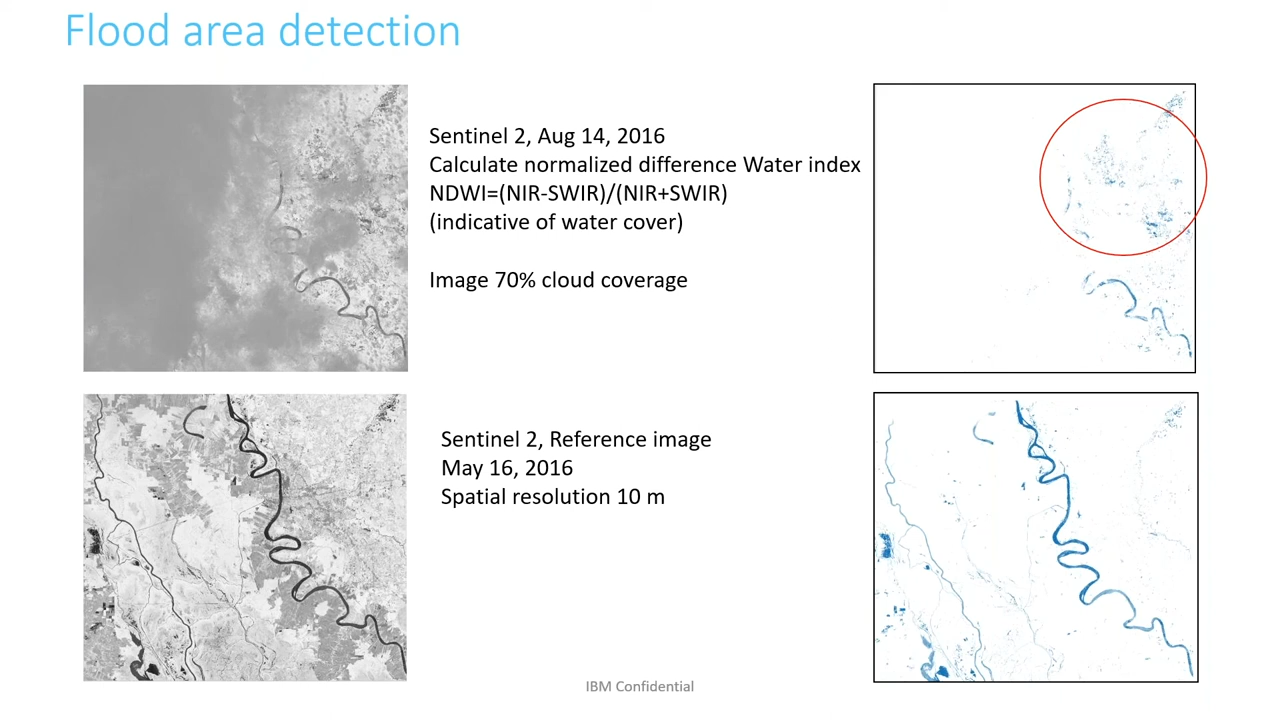 Flood area detection
Sentinel 2, Aug 14, 2016
Calculate normalized difference Water index
NDWI=(NIR-SWIR)/(NIR+SWIR)
(indicative of water cover)
Image 70% cloud coverage
Sentinel 2, Reference image
May 16, 2016
Spatial resolution 10 m
IBM Confidential